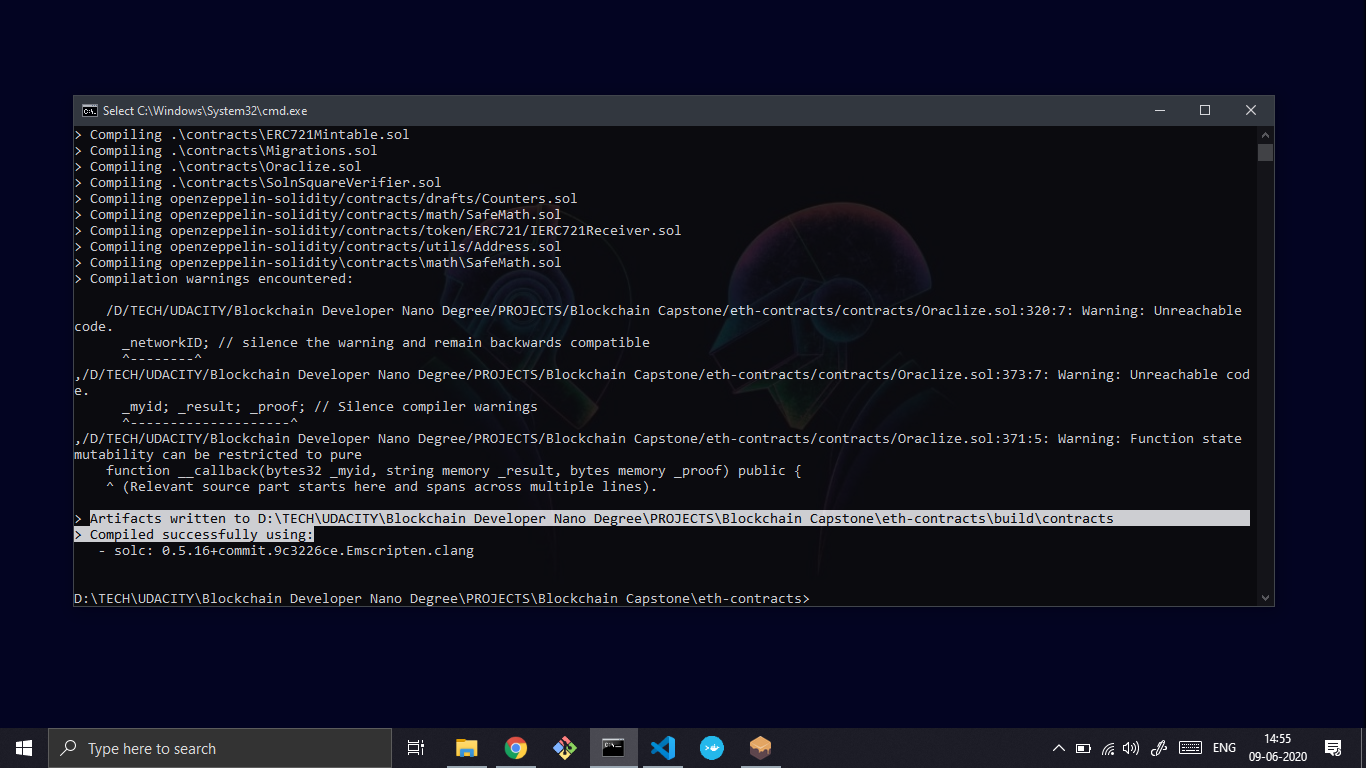 Select C:\Windows\System32\cmd.exe
> Compiling .\contracts\ERC721Mintable.sol
> Compiling .\contracts\Migrations.sol
> Compiling .\contracts\Oraclize.sol
> Compiling .\contracts\SolnSquareVerifier.sol
> Compiling openzeppelin-solidity/contracts/drafts/Counters.sol
> Compiling openzeppelin-solidity/contracts/math/SafeMath.sol
> Compiling openzeppelin-solidity/contracts/token/ERC721/IERC721Receiver.sol
> Compiling openzeppelin-solidity/contracts/utils/Address.sol
> Compiling openzeppelin-solidity\contracts\math\SafeMath.sol
> Compilation warnings encountered:
/D/TECH/UDACITY/Blockchain Developer Nano Degree/PROJECTS/Blockchain Capstone/eth-contracts/contracts/Oraclize.sol:320:7: Warning: Unreachable
code.
_networkID; // silence the warning and remain backwards compatible
^--------^
,/D/TECH/UDACITY/Blockchain Developer Nano Degree/PROJECTS/Blockchain Capstone/eth-contracts/contracts/Oraclize.sol:373:7: Warning: Unreachable cod
e.
_myid; _result; _proof; // Silence compiler warnings
^--------------------^
,/D/TECH/UDACITY/Blockchain Developer Nano Degree/PROJECTS/Blockchain Capstone/eth-contracts/contracts/Oraclize.sol:371:5: Warning: Function state
mutability can be restricted to pure
function __callback(bytes32 _myid, string memory _result, bytes memory _proof) public {
^ (Relevant source part starts here and spans across multiple lines).
> Artifacts written to D:\TECH\UDACITY\Blockchain Developer Nano Degree\PROJECTS\Blockchain Capstone\eth-contracts\build\contracts
> Compiled successfully using:
- solc: 0.5.16+commit.9c3226ce.Emscripten.clang
D:\TECH\UDACITY\Blockchain Developer Nano Degree\PROJECTS\Blockchain Capstone\eth-contracts>
Type here to search
ENG
14:55
09-06-2020